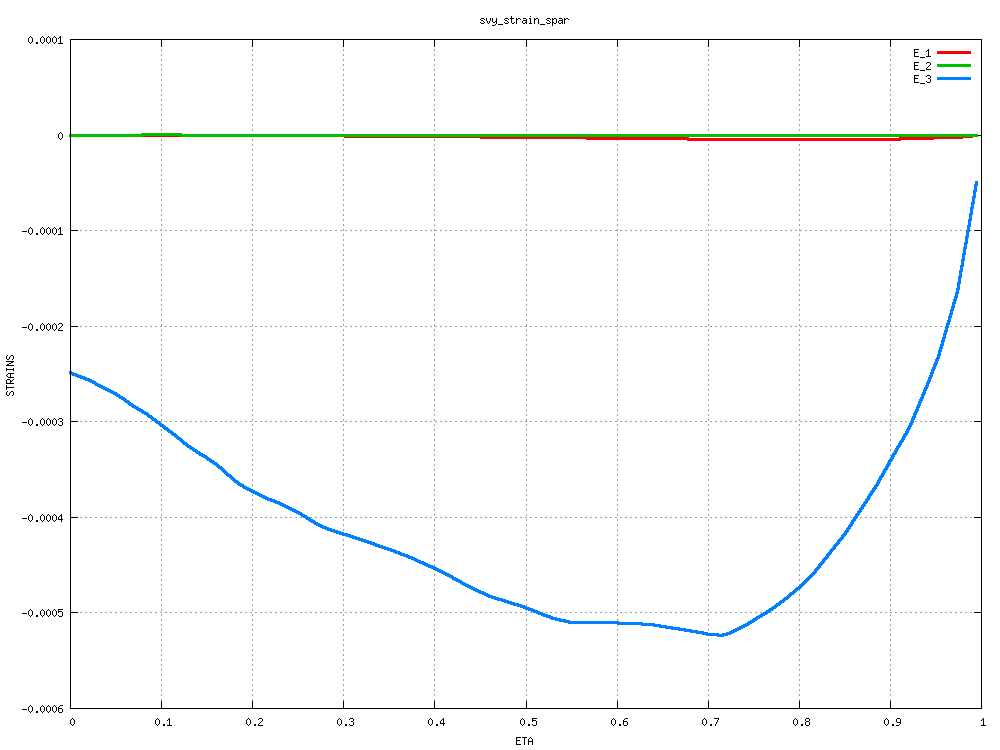 svy_strain_spar
E_1
E_2
E_3
0.0001
0
-0.0001
-0.0002
-0.0003
-0.0004
-0.0005
-0.0006
STRAINS
0 0.1 0.2 0.3 0.4 0.5 0.6 0.7 0.8 0.9 1
ETA